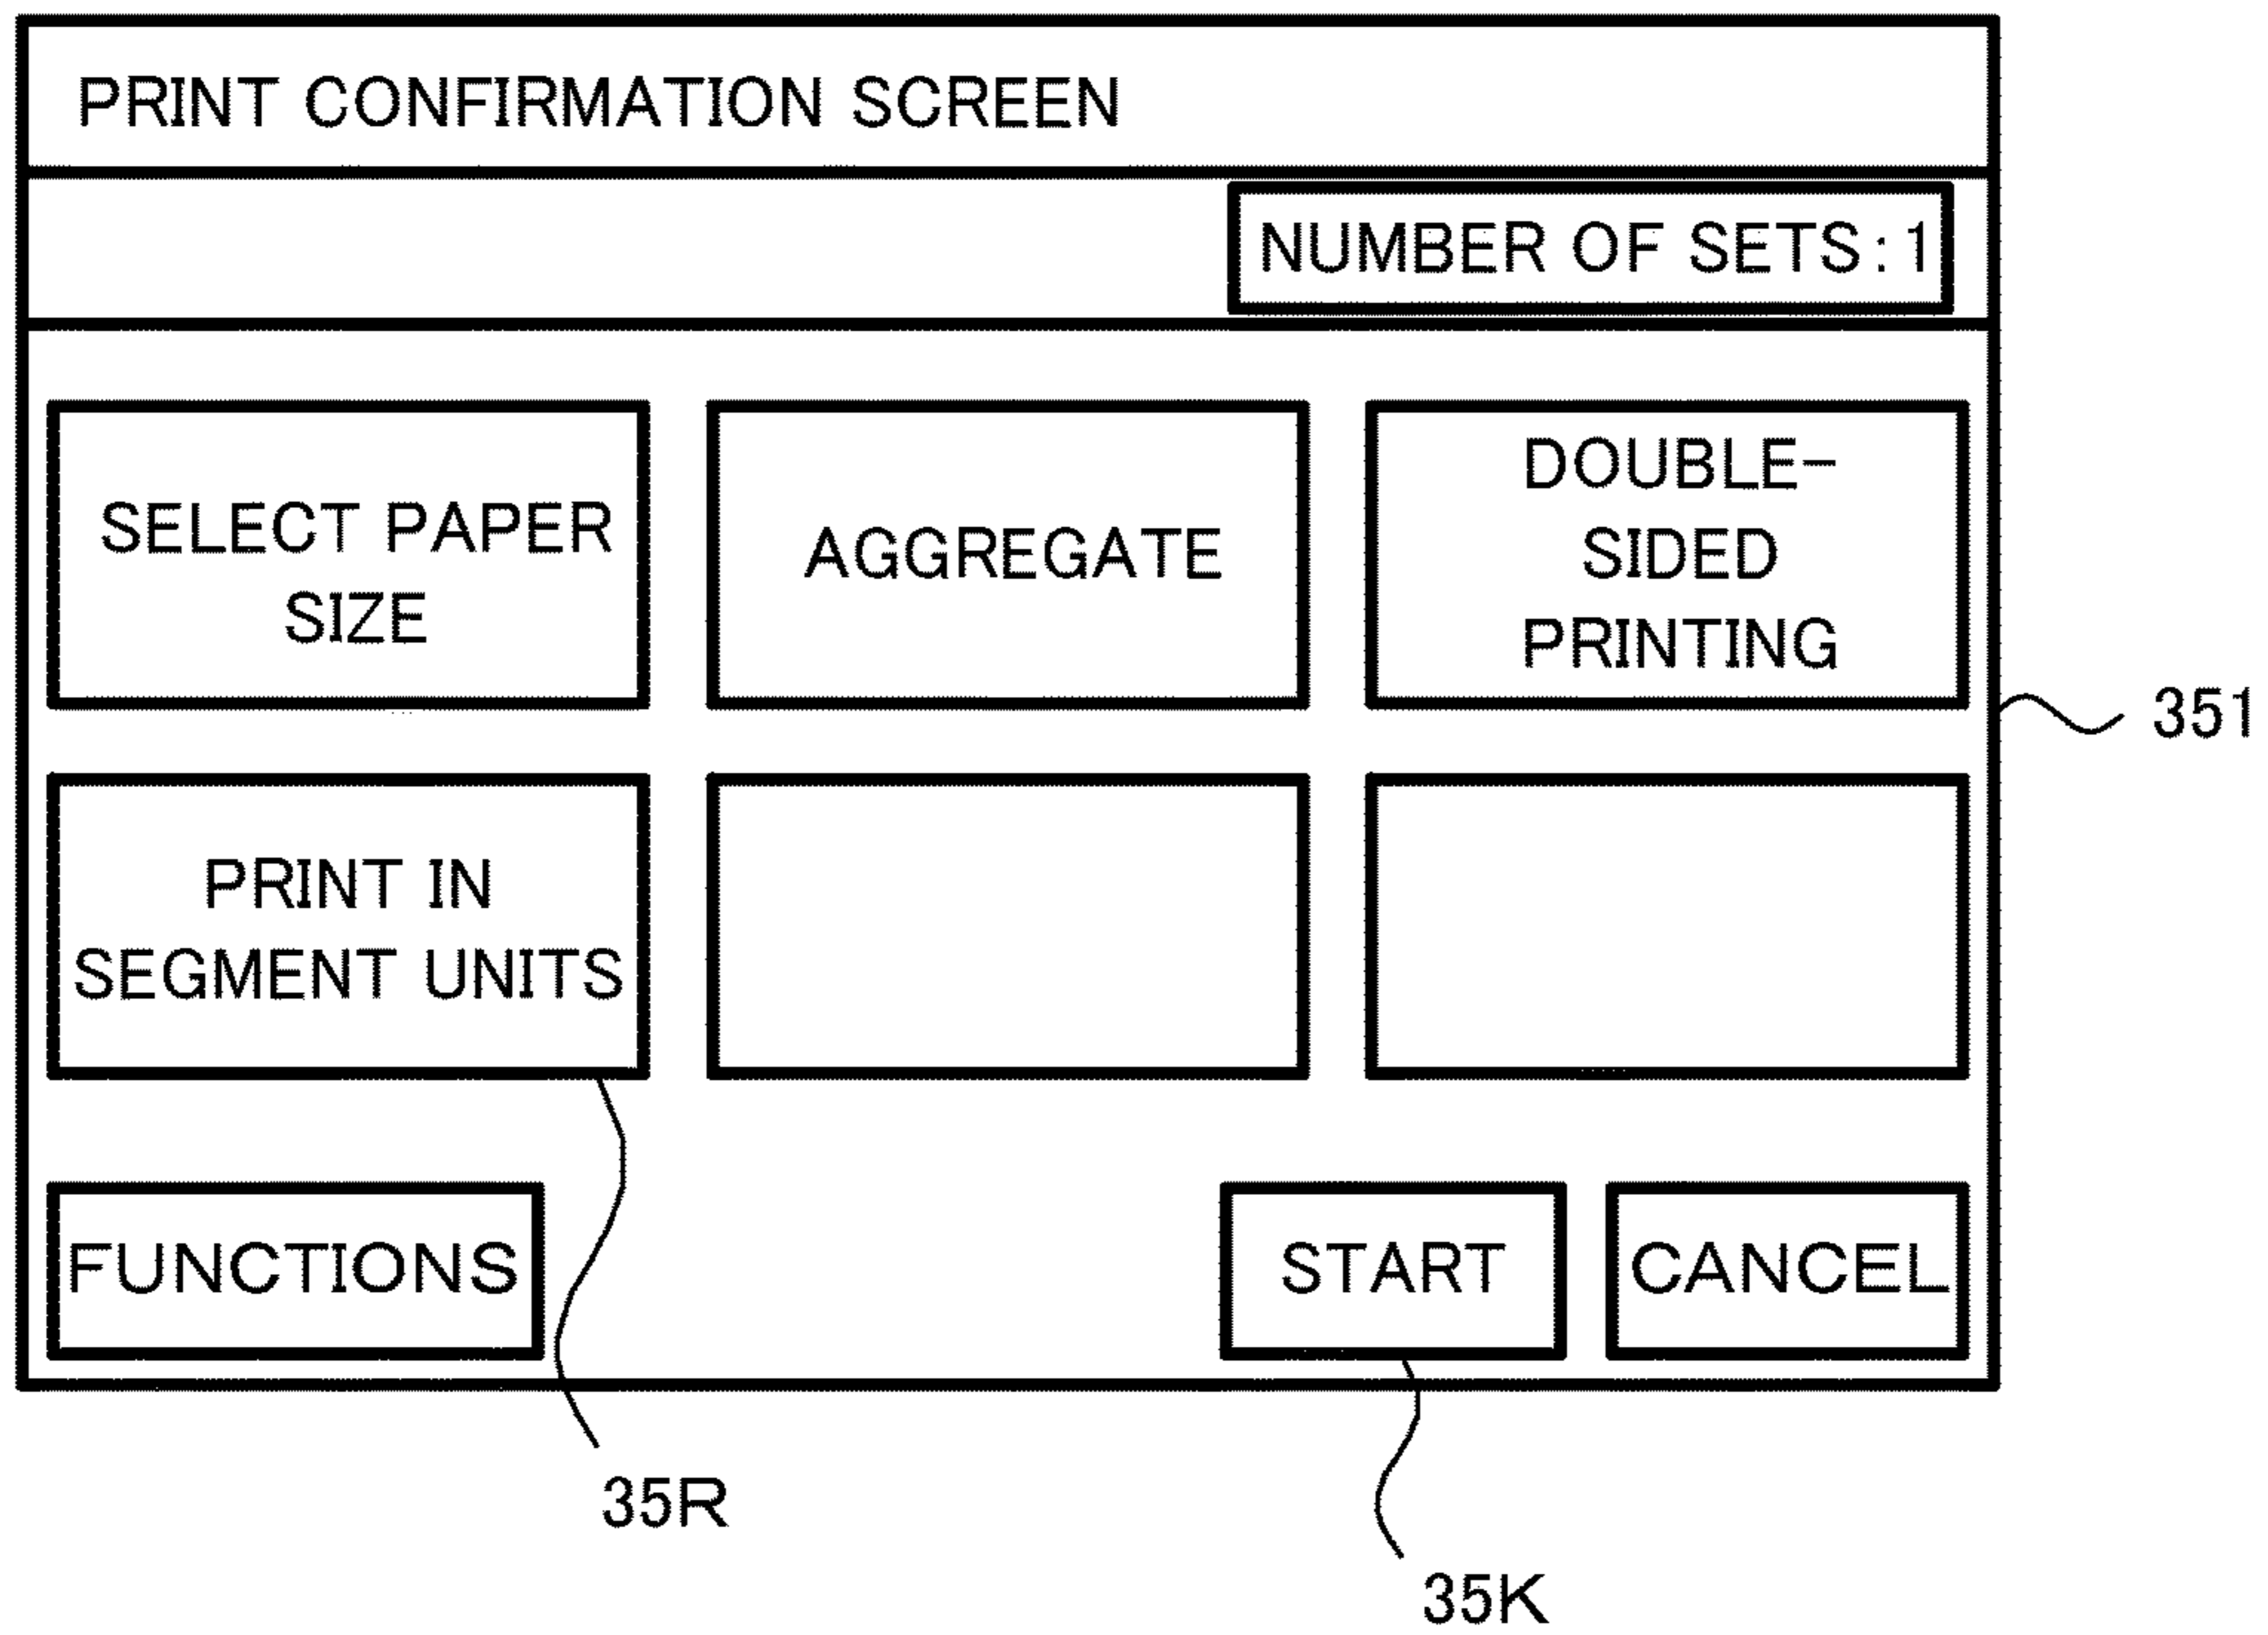 PRINT CONFIRMATION SCREEN
NUMBER OF SETS:1
SELECT PAPER
SIZE
AGGREGATE
DOUBLE-
SIDED
PRINTING
351
PRINT IN
SEGMENT UNITS
FUNCTIONS
START
CANCEL
35R
35K